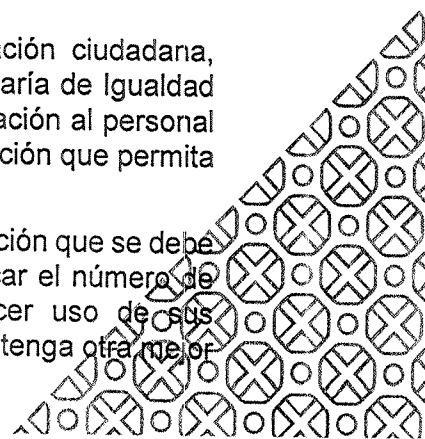 ación ciudadana,
aría de Igualdad
ación al personal
ción que permita
ción que se debe
ar el número de
cer uso de sus
tenga otra mejor